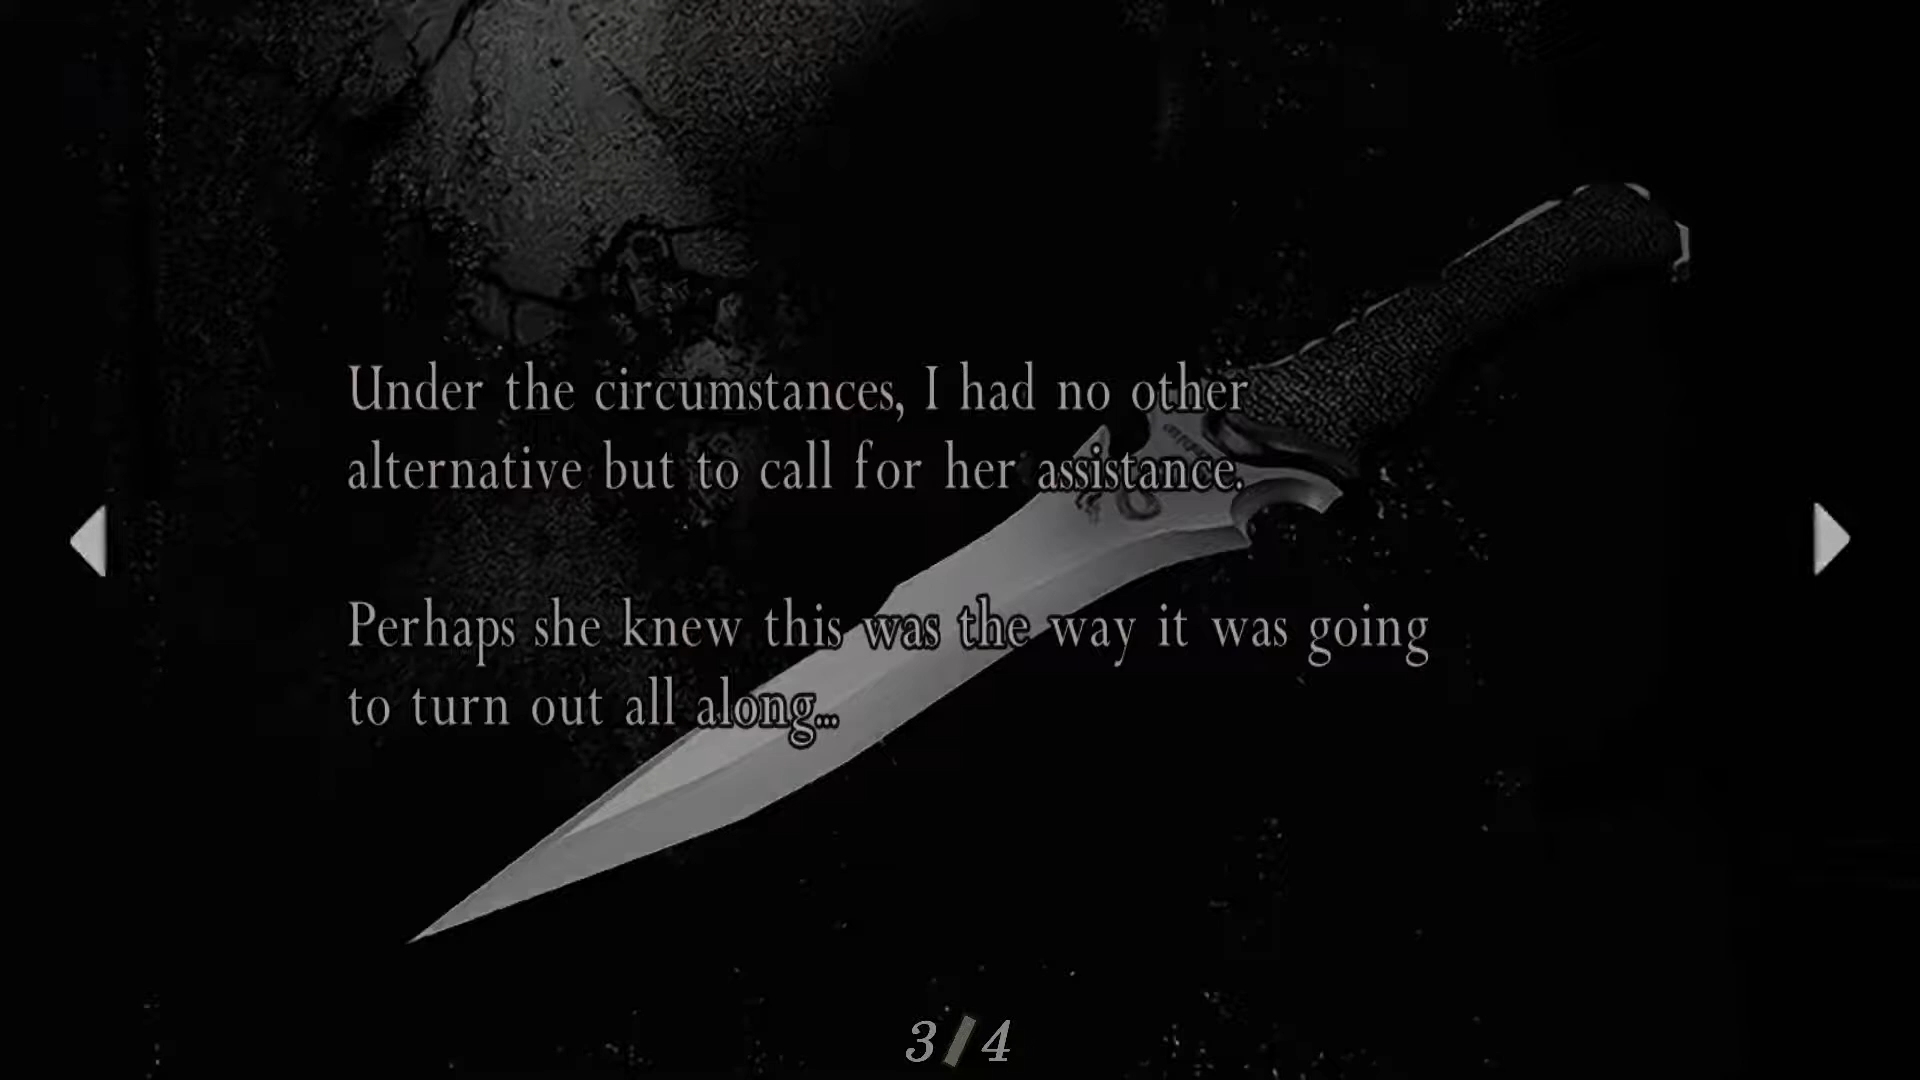 Under the circumstances, I had no other
alternative but to call for her assistance.
Perhaps she knew this was the way it was going
to turn out all along...
3/4